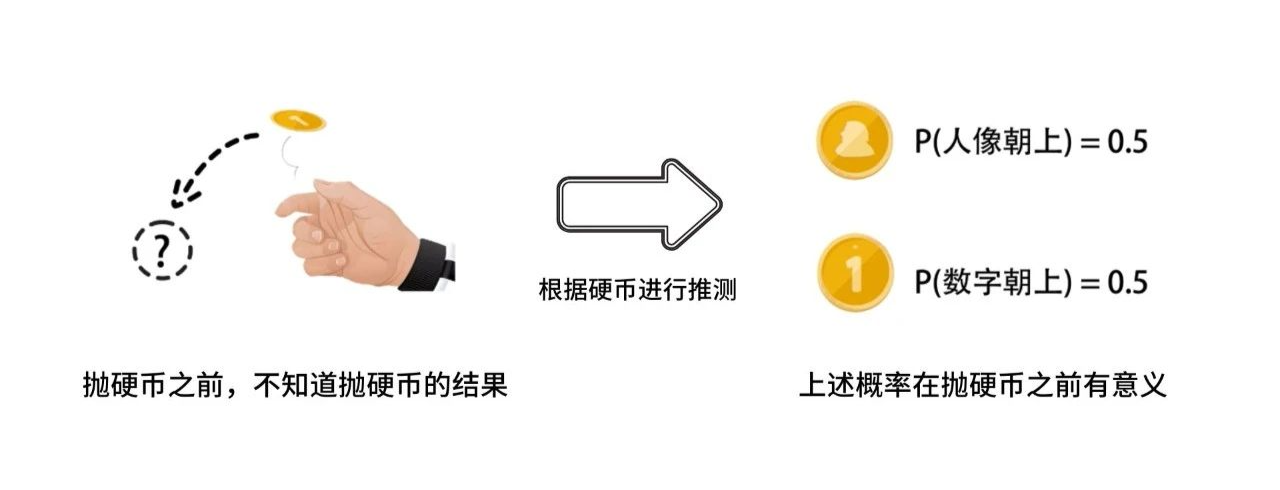 ?
根据硬币进行推测
P(人像朝上) = 0.5
1
P(数字朝上) = 0.5
抛硬币之前，不知道抛硬币的结果
上述概率在抛硬币之前有意义